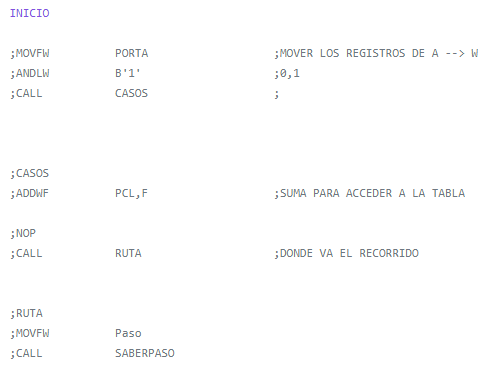 INICIO
;MOVFW PORTA ;MOVER LOS REGISTROS DE A --> W
;ANDLW B'1' ;0,1
;CALL CASOS ;
;CASOS
;ADDWF PCL,F ;SUMA PARA ACCEDER A LA TABLA
;NOP
;CALL RUTA ;DONDE VA EL RECORRIDO
;RUTA
;MOVFW Paso
;CALL SABERPASO